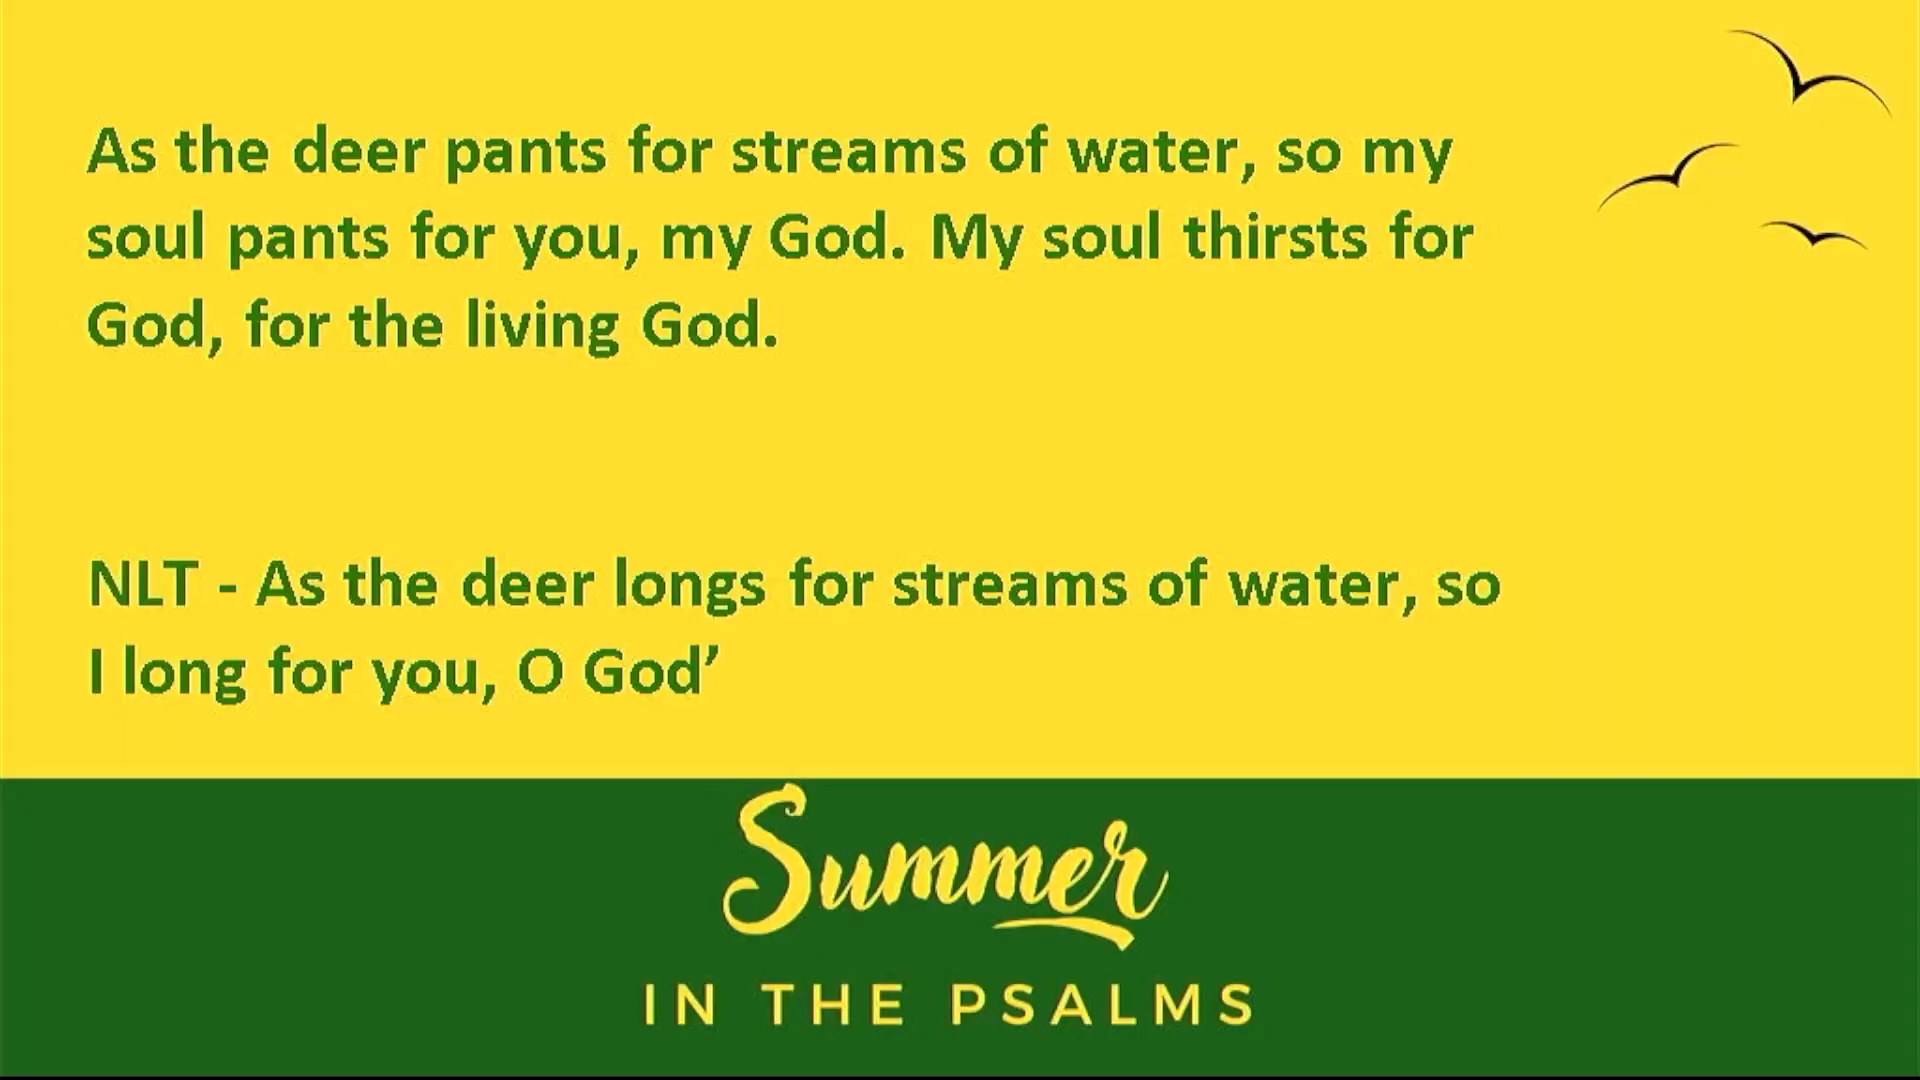 As the deer pants for streams of water, so my
soul pants for you, my God. My soul thirsts for
God, for the living God.
NLT - As the deer longs for streams of water, so
I long for you, O God’
Summer
IN THE PSALMS